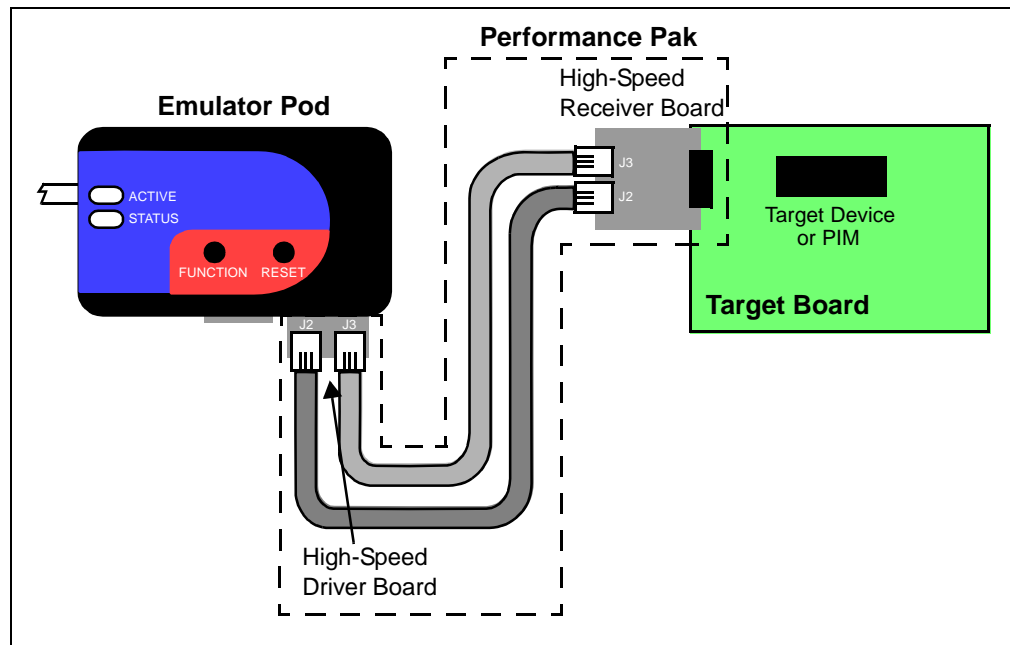 Performance Pak
High-Speed
Receiver Board
Emulator Pod
J3
J2
ACTIVE
STATUS
Target Device
or PIM
FUNCTION RESET
Target Board
J2 J3
High-Speed
Driver Board